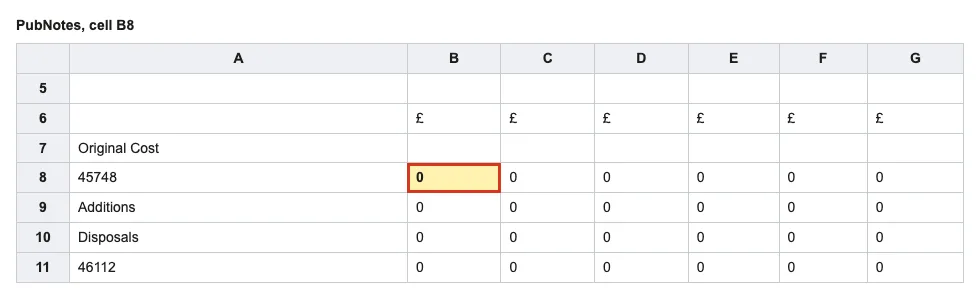 PubNotes, cell B8
A B C D E F G
5
6 £ £ £ £ £ £
7 Original Cost
8 45748 0 0 0 0 0 0
9 Additions 0 0 0 0 0 0
10 Disposals 0 0 0 0 0 0
11 46112 0 0 0 0 0 0